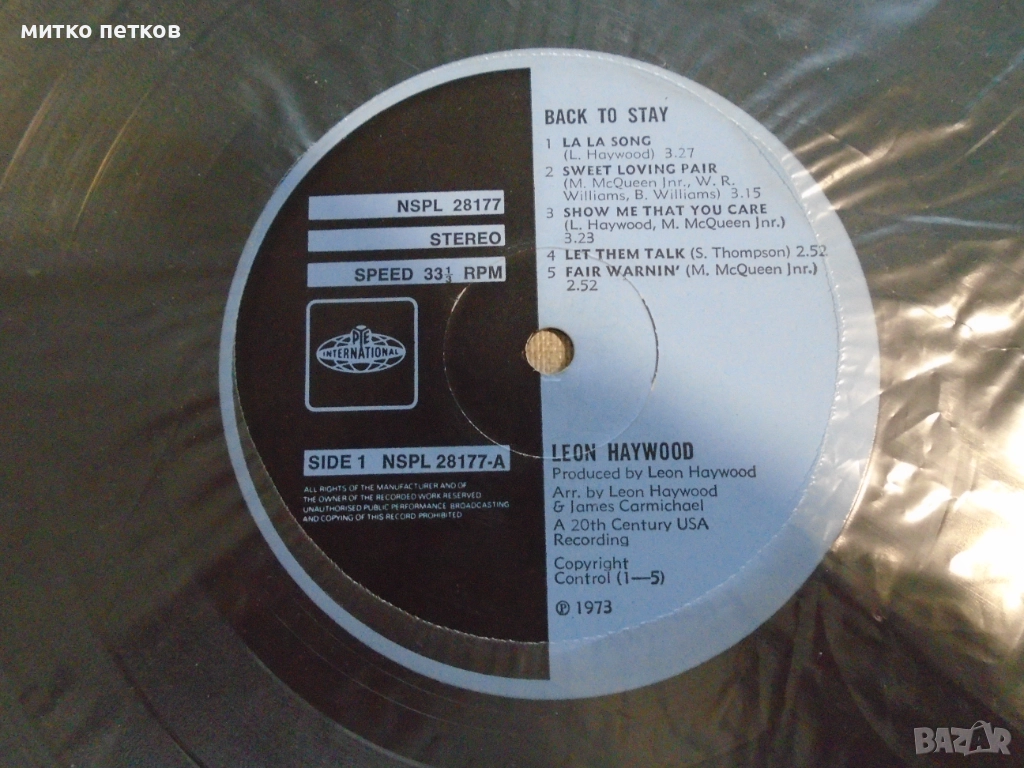 митко петков
BACK TO STAY
1 LA LA SONG
(L. Haywood) 3.27
2 SWEET LOVING PAIR
(M. McQueen Jnr., W. R.
Williams, B. Williams) 3.15
3 SHOW ME THAT YOU CARE
(L. Haywood, M. McQueen Jnr.)
3.23
4 LET THEM TALK (S. Thompson) 2.52
5 FAIR WARNIN' (M. McQueen Jnr.)
2.52
NSPL 28177
STEREO
SPEED 33⅓ RPM
PYE
INTERNATIONAL
SIDE 1 NSPL 28177-A
ALL RIGHTS OF THE MANUFACTURER AND OF
THE OWNER OF THE RECORDED WORK RESERVED
UNAUTHORISED PUBLIC PERFORMANCE BROADCASTING
AND COPYING OF THIS RECORD PROHIBITED
LEON HAYWOOD
Produced by Leon Haywood
Arr. by Leon Haywood
& James Carmichael
A 20th Century USA
Recording
Copyright
Control (1—5)
℗ 1973
BAZAR